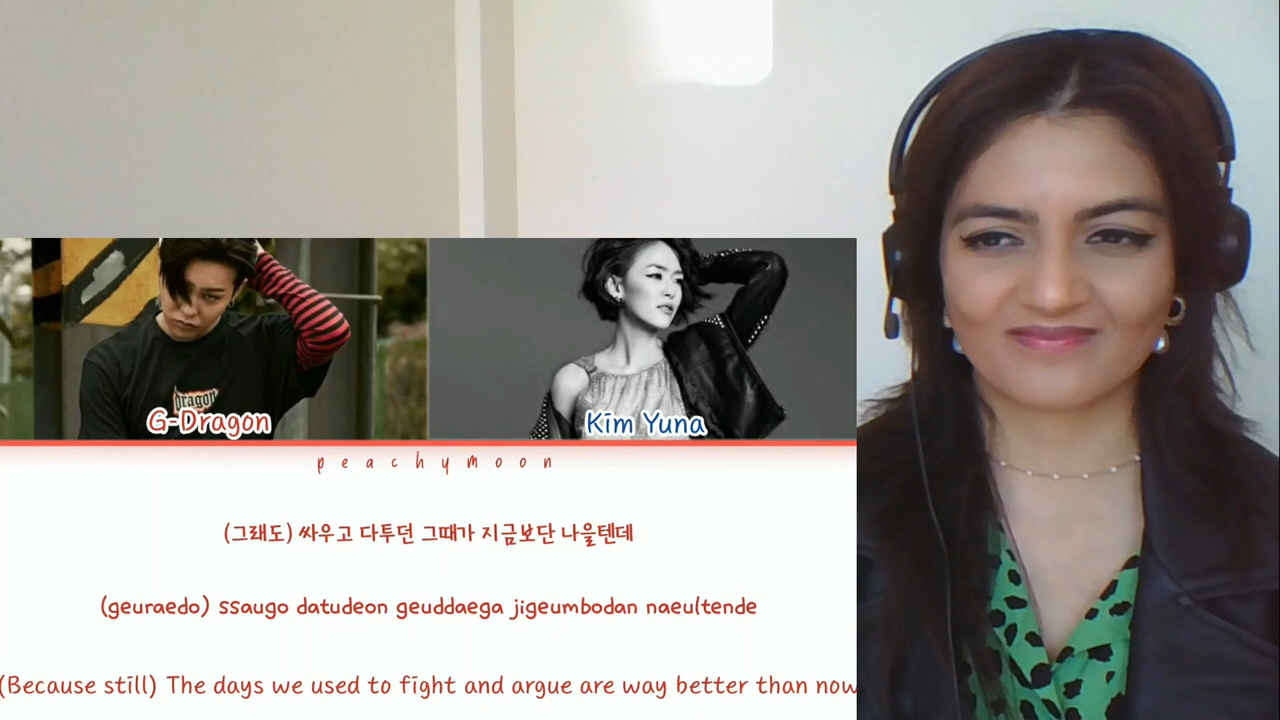 dragon
G-Dragon
Kim Yuna
peachymoon
(그래도) 싸우고 다투던 그때가 지금보단 나을텐데
(geuraedo) ssaugo datudeon geuddaega jigeumbodan naeultende
(Because still) The days we used to fight and argue are way better than now